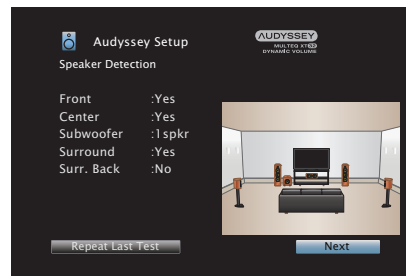 Audyssey Setup
AUDYSSEY
MULTEQ XT32
DYNAMIC VOLUME
Speaker Detection
Front :Yes
Center :Yes
Subwoofer :1spkr
Surround :Yes
Surr. Back :No
Repeat Last Test
Next